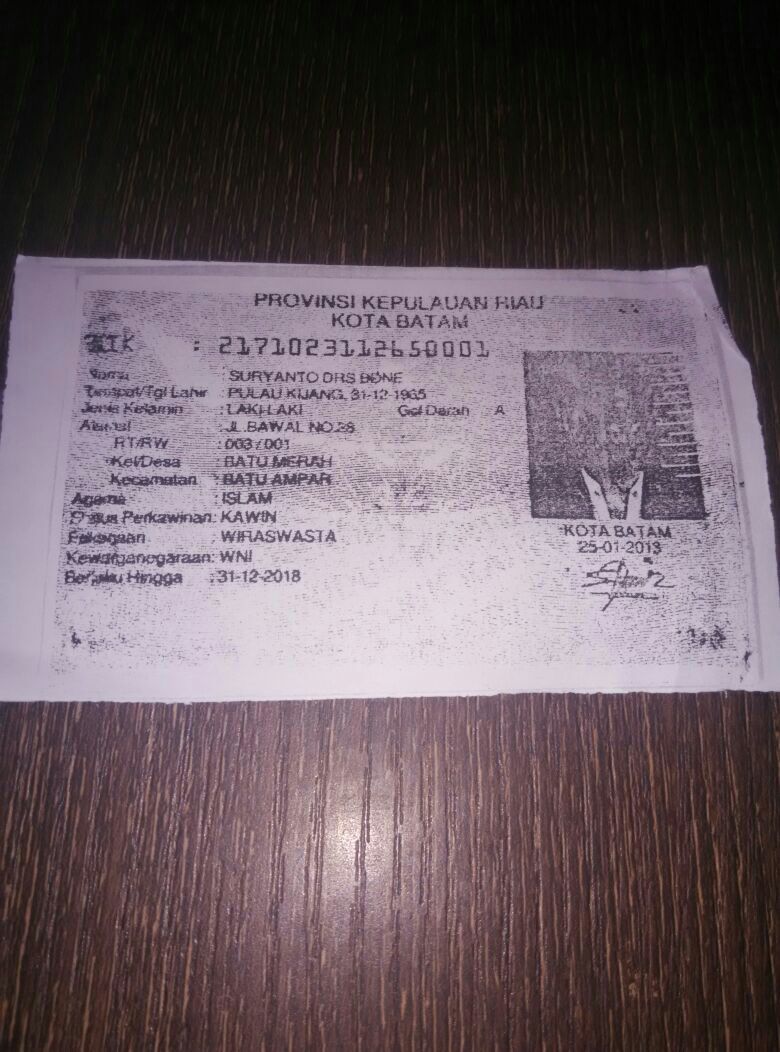 PROVINSI KEPULAUAN RIAU
KOTA BATAM
NIK : 2171023112650001
Nama : SURYANTO DRS BONE
Tempat/Tgl Lahir : PULAU KIJANG, 31-12-1965
Jenis Kelamin : LAKI-LAKI Gol Darah A
Alamat : JL.BAWAL NO.
RT/RW : 003 / 001
Kel/Desa : BATU MERAH
Kecamatan : BATU AMPAR
Agama : ISLAM
Status Perkawinan: KAWIN
Pekerjaan : WIRASWASTA
Kewarganegaraan: WNI
Berlaku Hingga : 31-12-2018
KOTA BATAM
25-01-2013